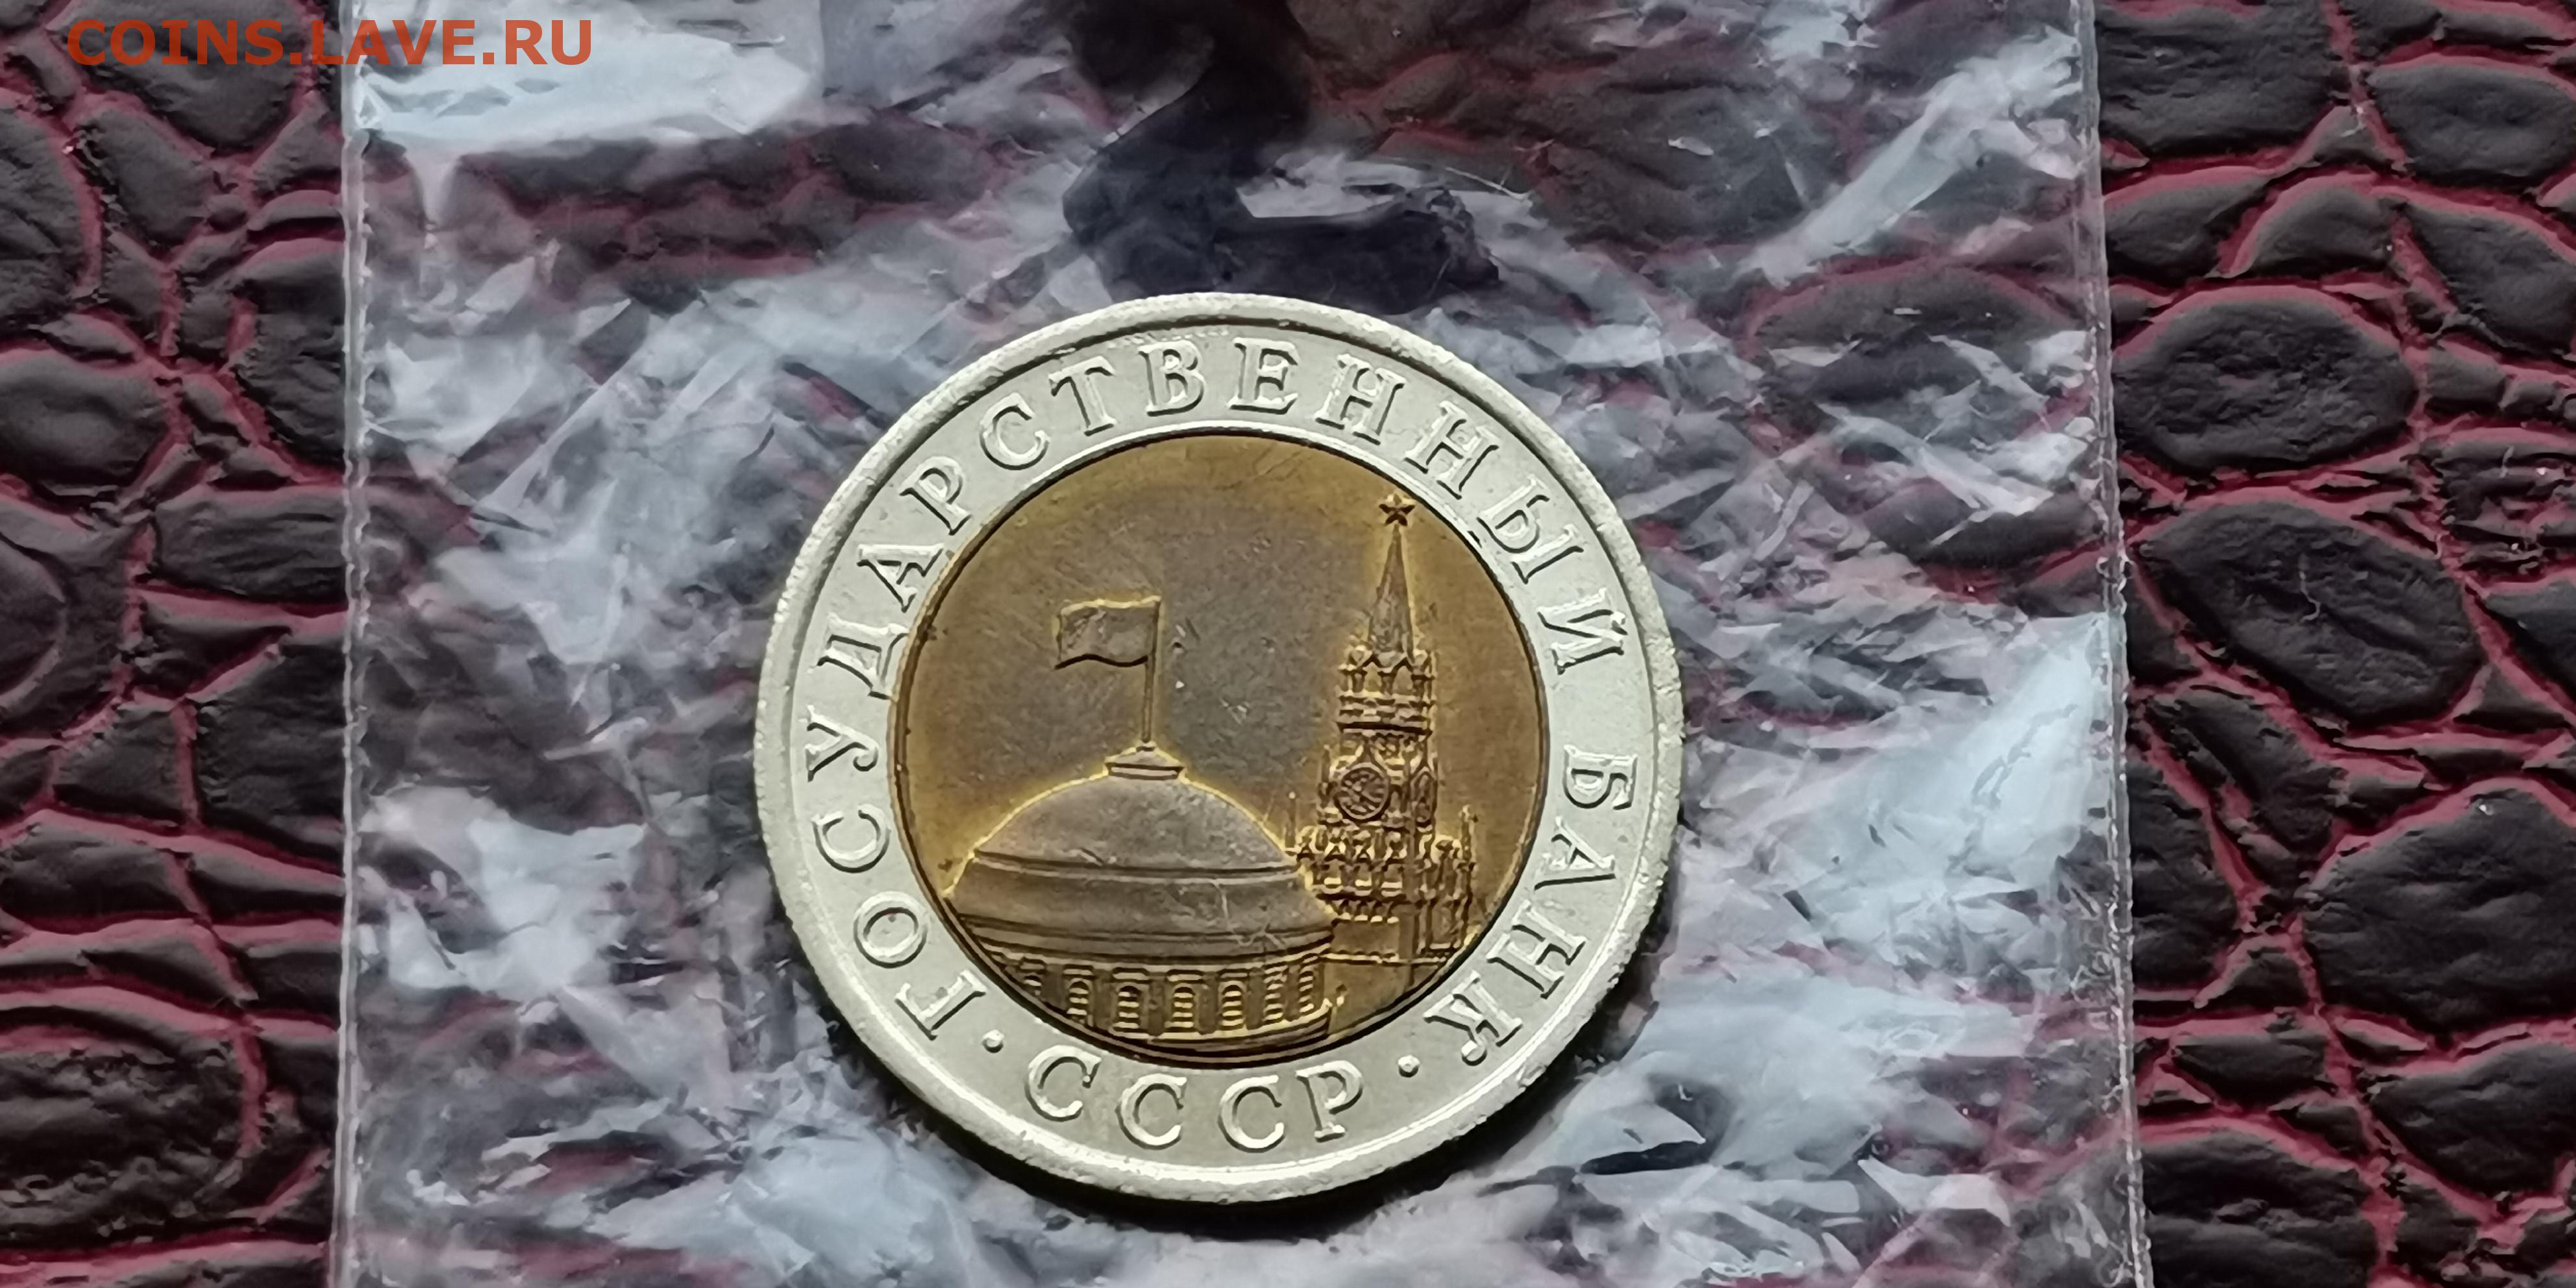 COINS.LAVE.RU
ГОСУДАРСТВЕННЫЙ БАНК
· СССР ·